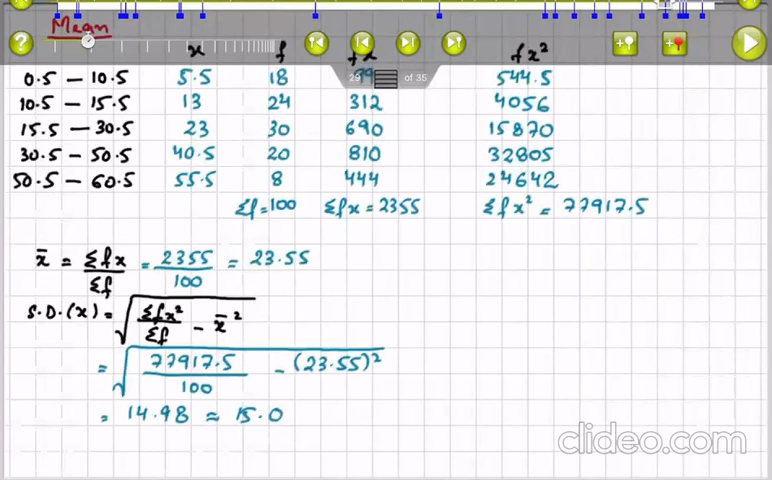 Mean
x f fx fx²
29 of 35
0.5 – 10.5 5.5 18 99 544.5
10.5 – 15.5 13 24 312 4056
15.5 – 30.5 23 30 690 15870
30.5 – 50.5 40.5 20 810 32805
50.5 – 60.5 55.5 8 444 24642
Σf=100 Σfx = 2355 Σfx² = 77917.5
x̄ = Σfx/Σf = 2355/100 = 23.55
S.D.(x) = √(Σfx²/Σf – x̄²)
= √(77917.5/100 – (23.55)²)
= 14.98 ≈ 15.0
clideo.com